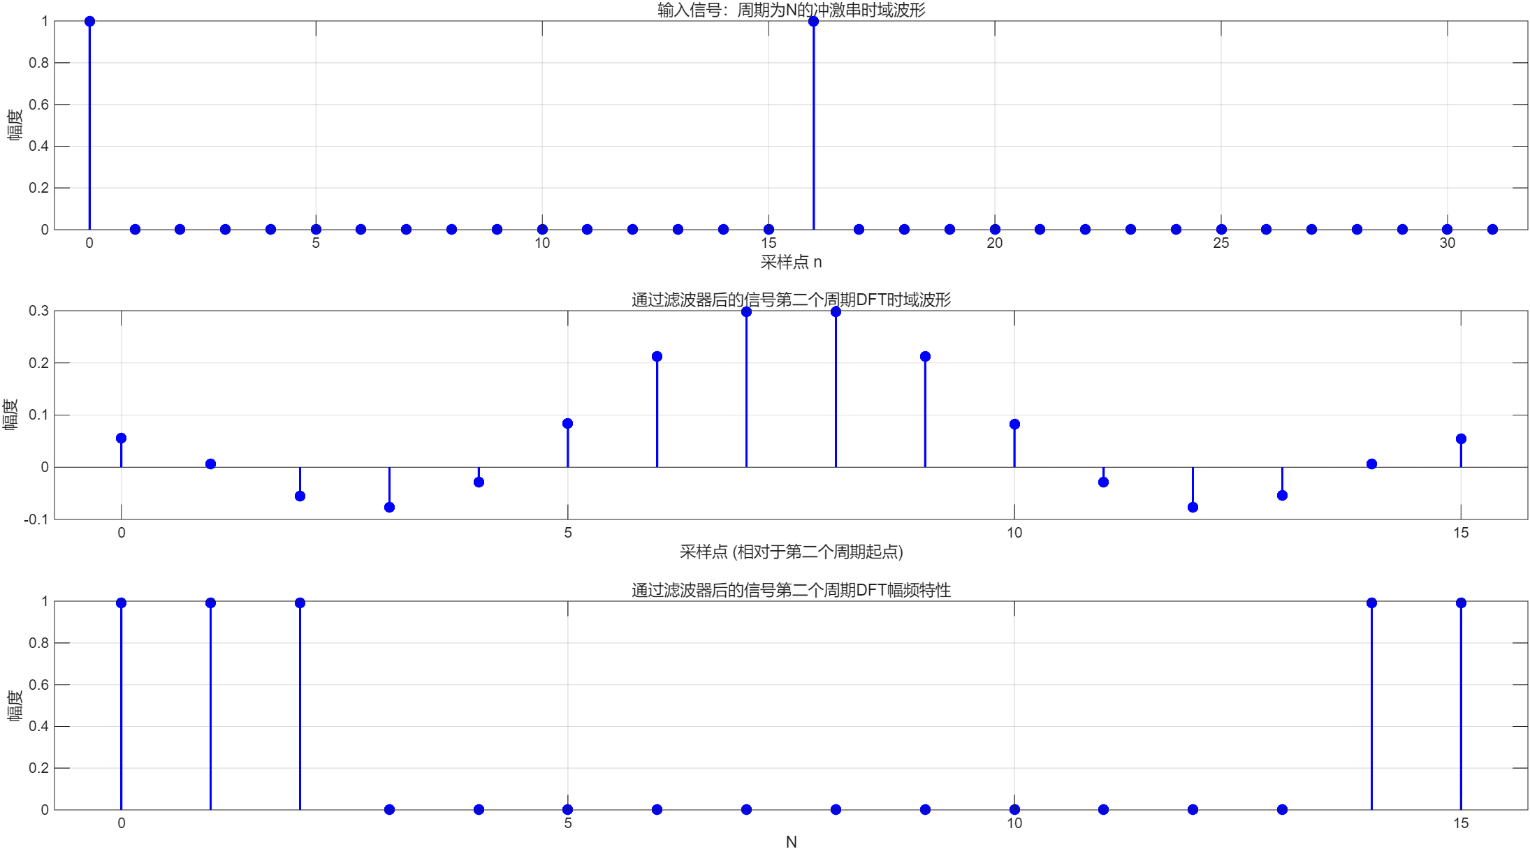 输入信号：周期为N的冲激串时域波形
1
0.8
0.6
0.4
0.2
0
幅度
0 5 10 15 20 25 30
采样点 n
通过滤波器后的信号第二个周期DFT时域波形
0.3
0.2
0.1
0
-0.1
幅度
0 5 10 15
采样点 (相对于第二个周期起点)
通过滤波器后的信号第二个周期DFT幅频特性
1
0.8
0.6
0.4
0.2
0
幅度
0 5 10 15
N